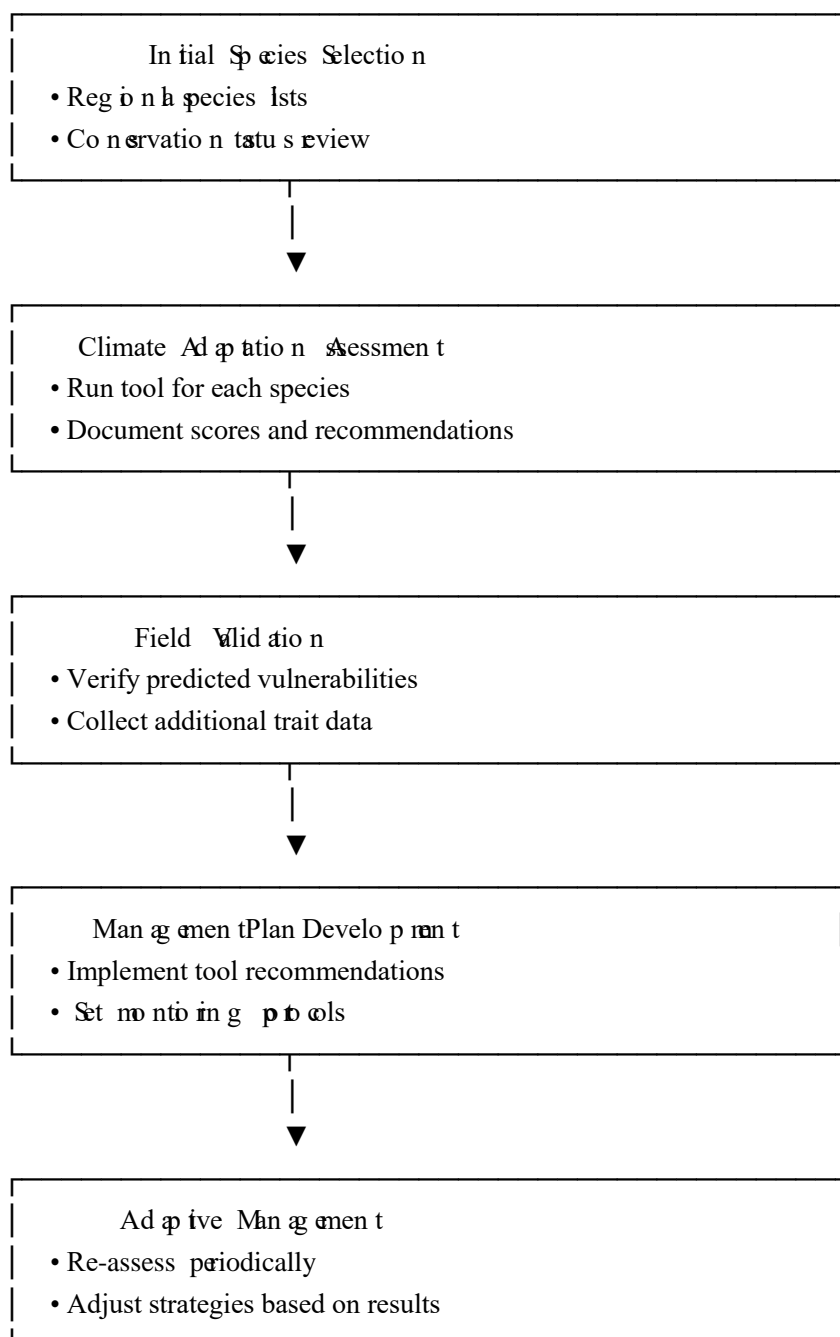 Initial Species Selection
• Regional species lists
• Conservation status review
Climate Adaptation Assessment
• Run tool for each species
• Document scores and recommendations
Field Validation
• Verify predicted vulnerabilities
• Collect additional trait data
Management Plan Development
• Implement tool recommendations
• Set monitoring protocols
Adaptive Management
• Re-assess periodically
• Adjust strategies based on results